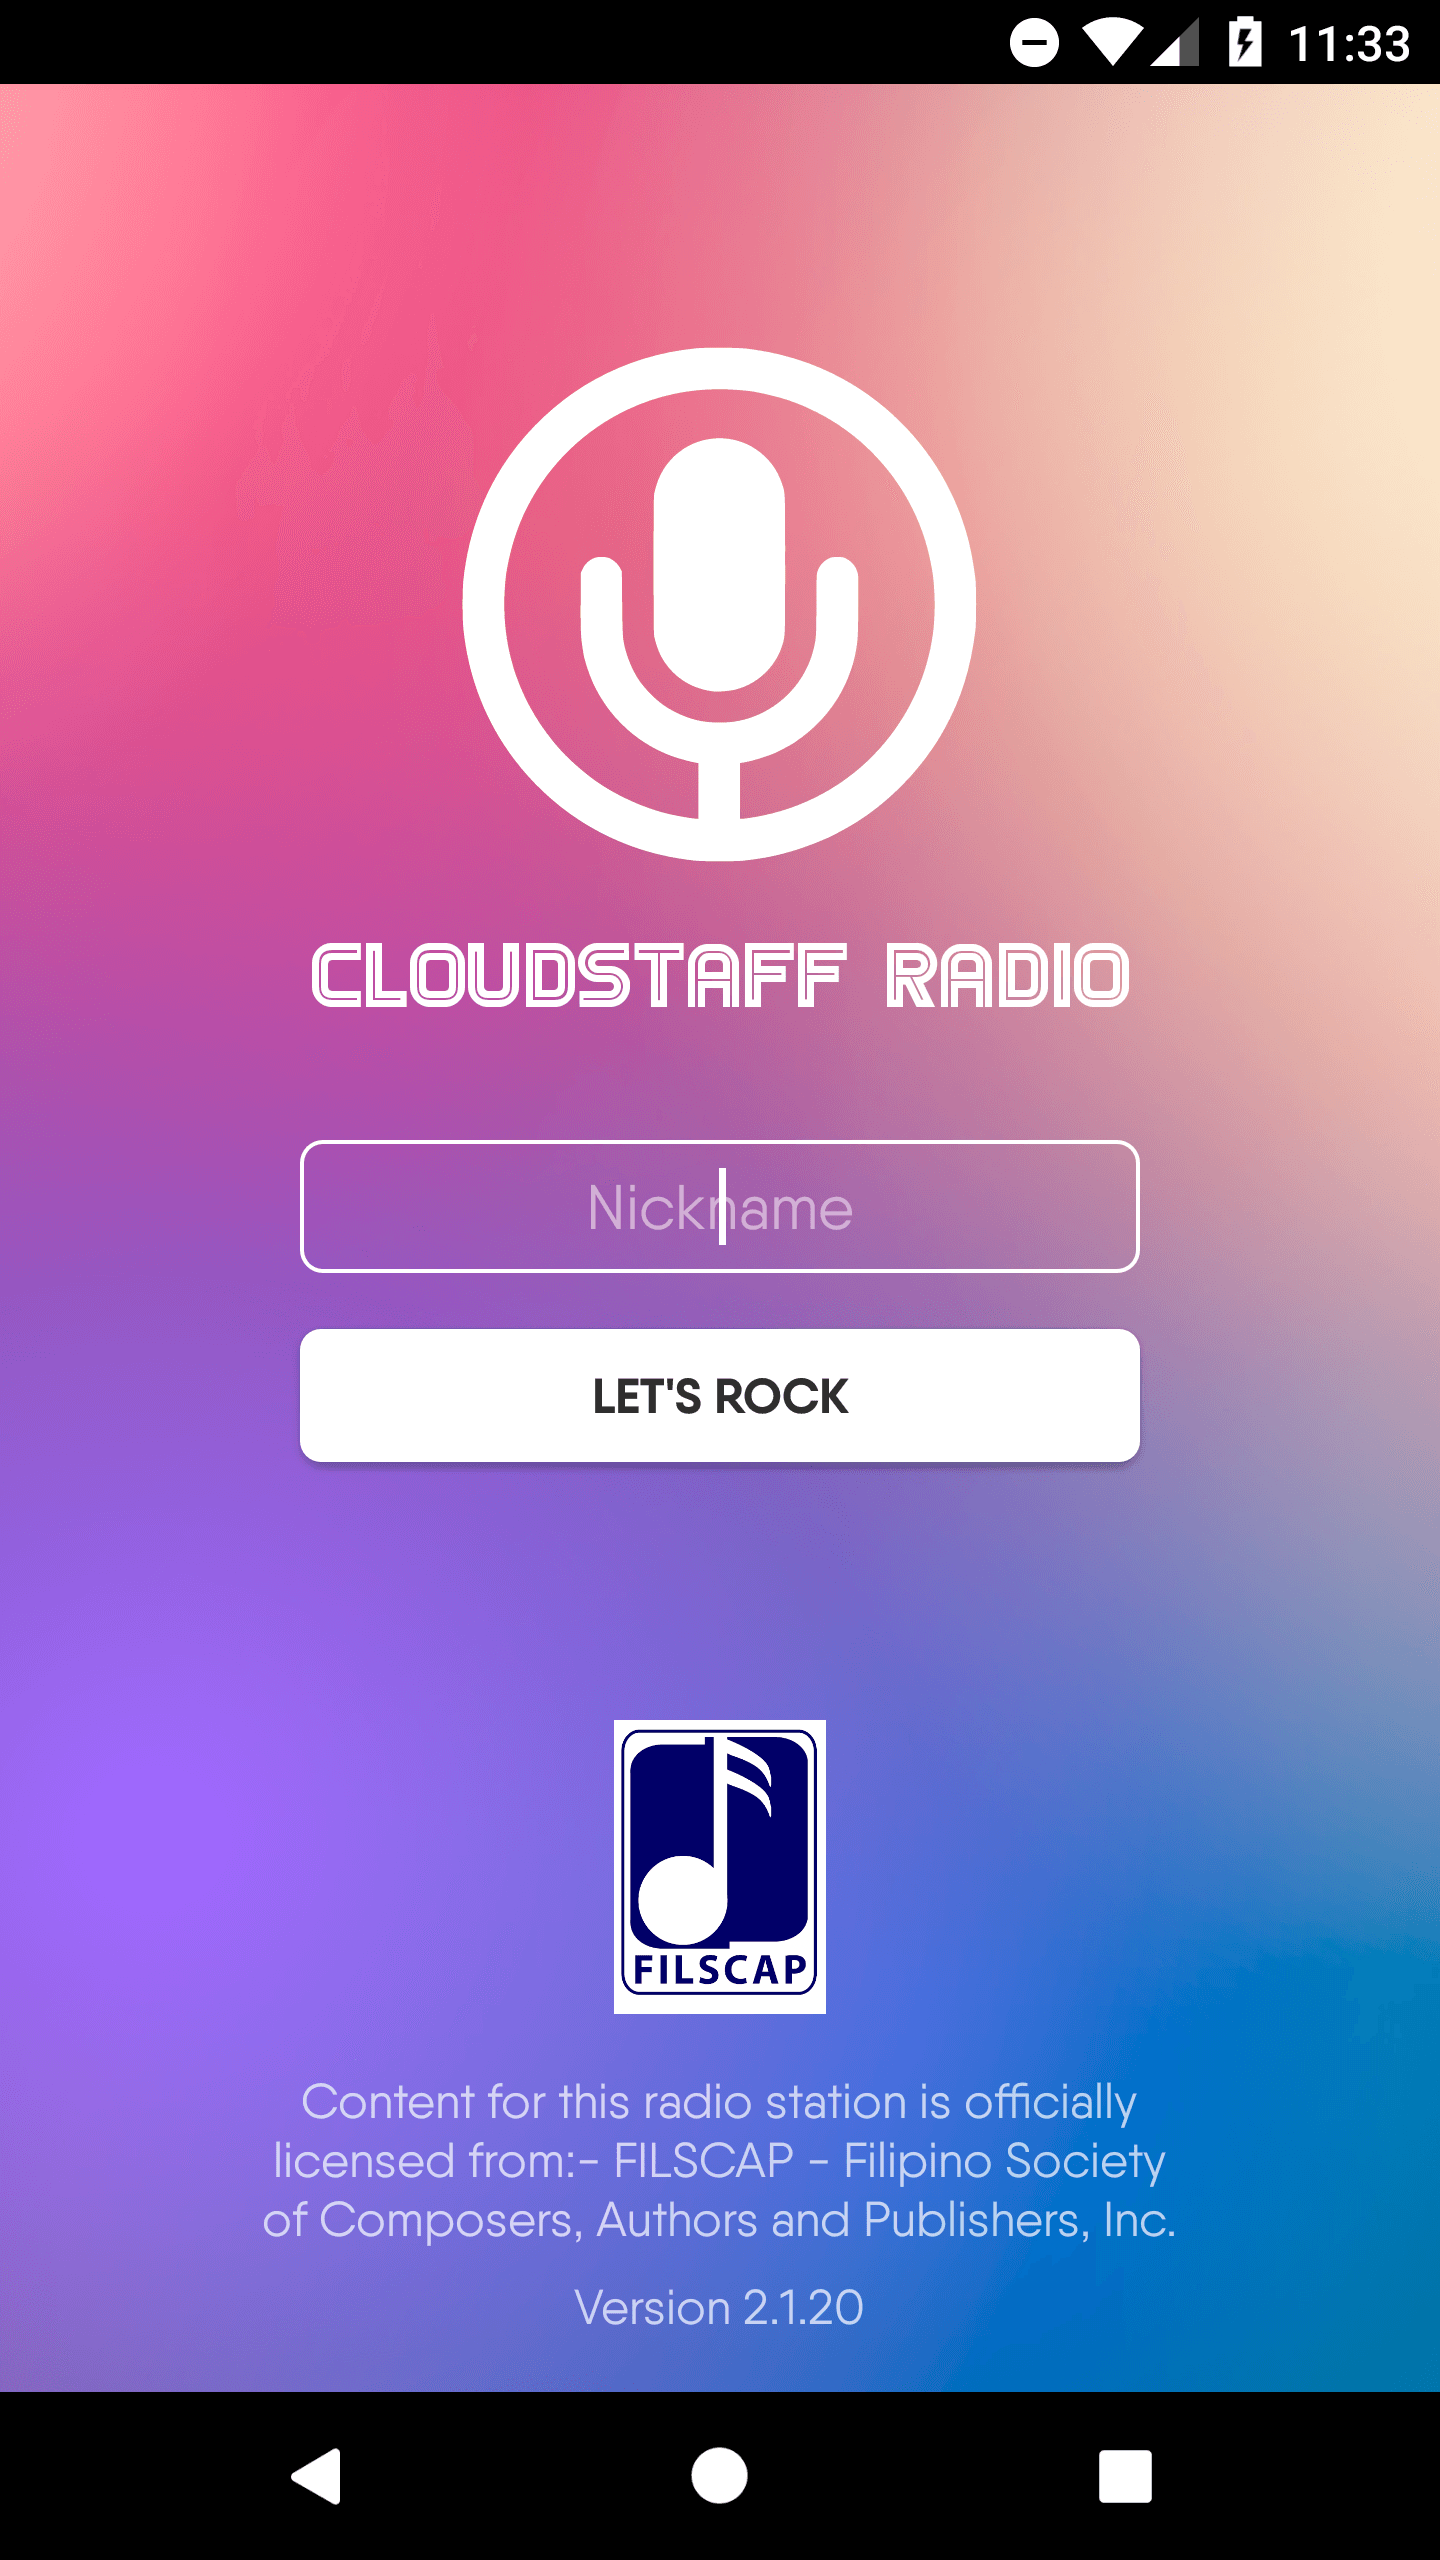 11:33
CLOUDSTAFF RADIO
Nickname
LET'S ROCK
FILSCAP
Content for this radio station is officially
licensed from:- FILSCAP - Filipino Society
of Composers, Authors and Publishers, Inc.
Version 2.1.20